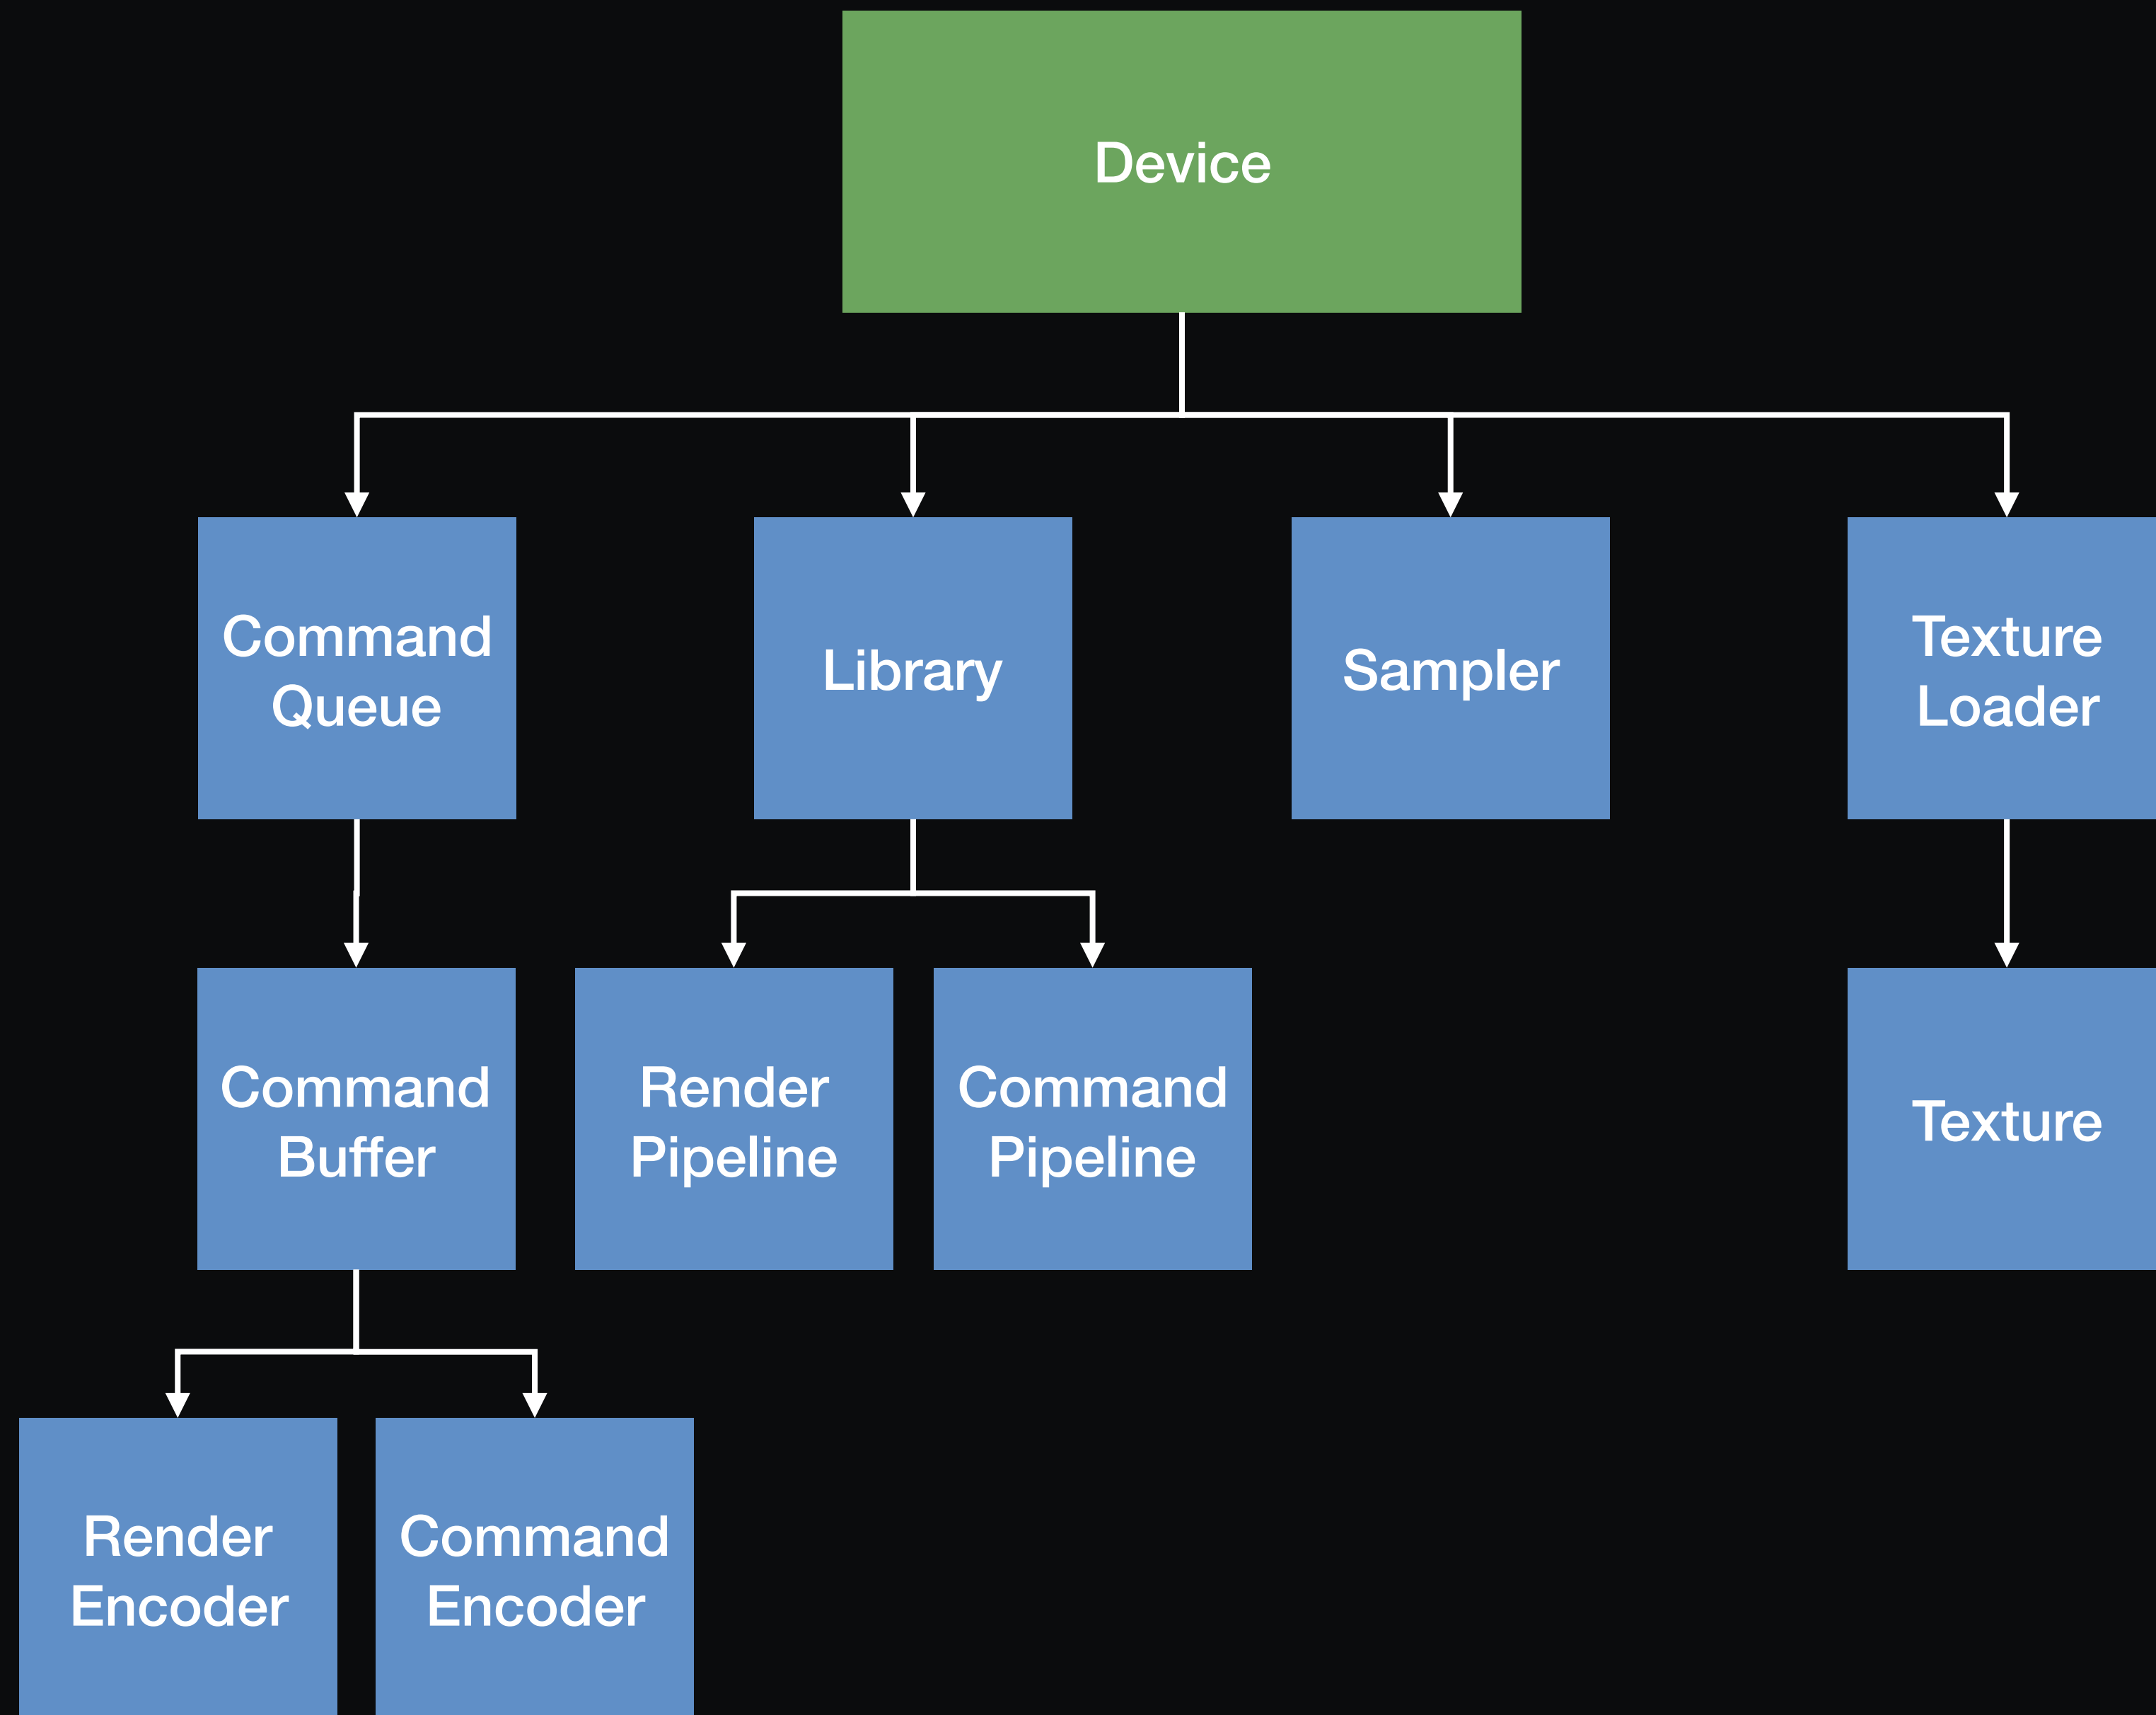 Device
Command
Queue
Library
Sampler
Texture
Loader
Command
Buffer
Render
Pipeline
Command
Pipeline
Texture
Render
Encoder
Command
Encoder